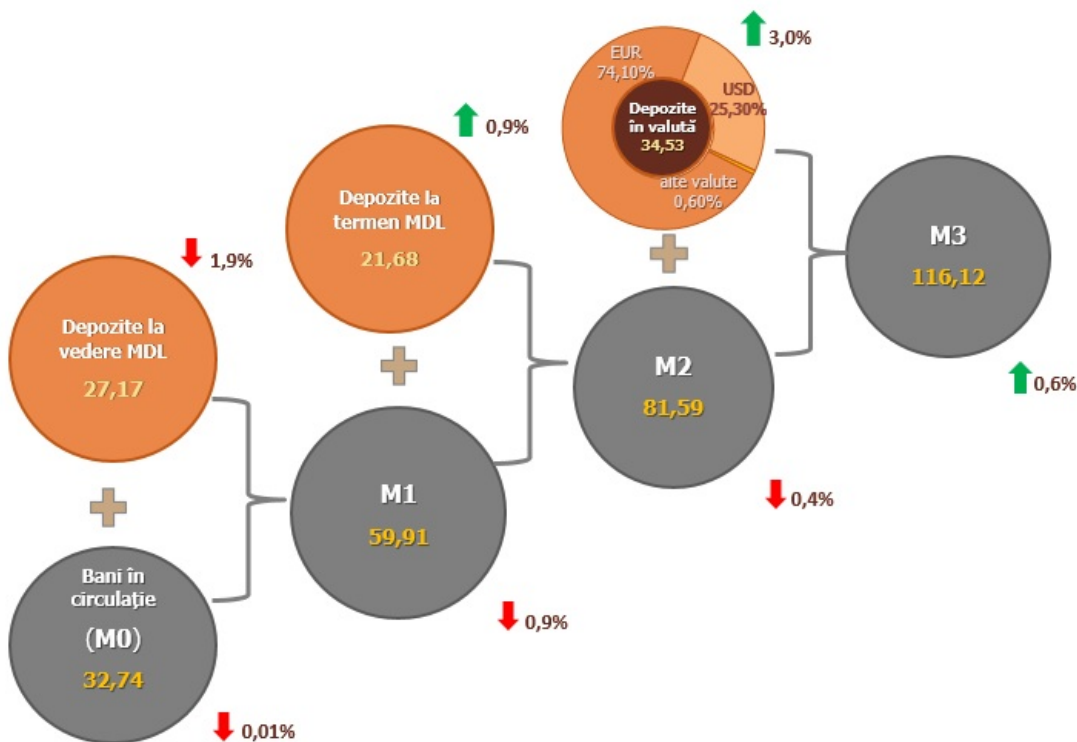 3,0%
EUR
74,10%
USD
25,30%
Depozite
în valută
34,53
alte valute
0,60%
0,9%
Depozite la
termen MDL
21,68
M3
116,12
1,9%
Depozite la
vedere MDL
27,17
M2
81,59
0,6%
M1
59,91
0,4%
Bani în
circulație
(M0)
32,74
0,9%
0,01%